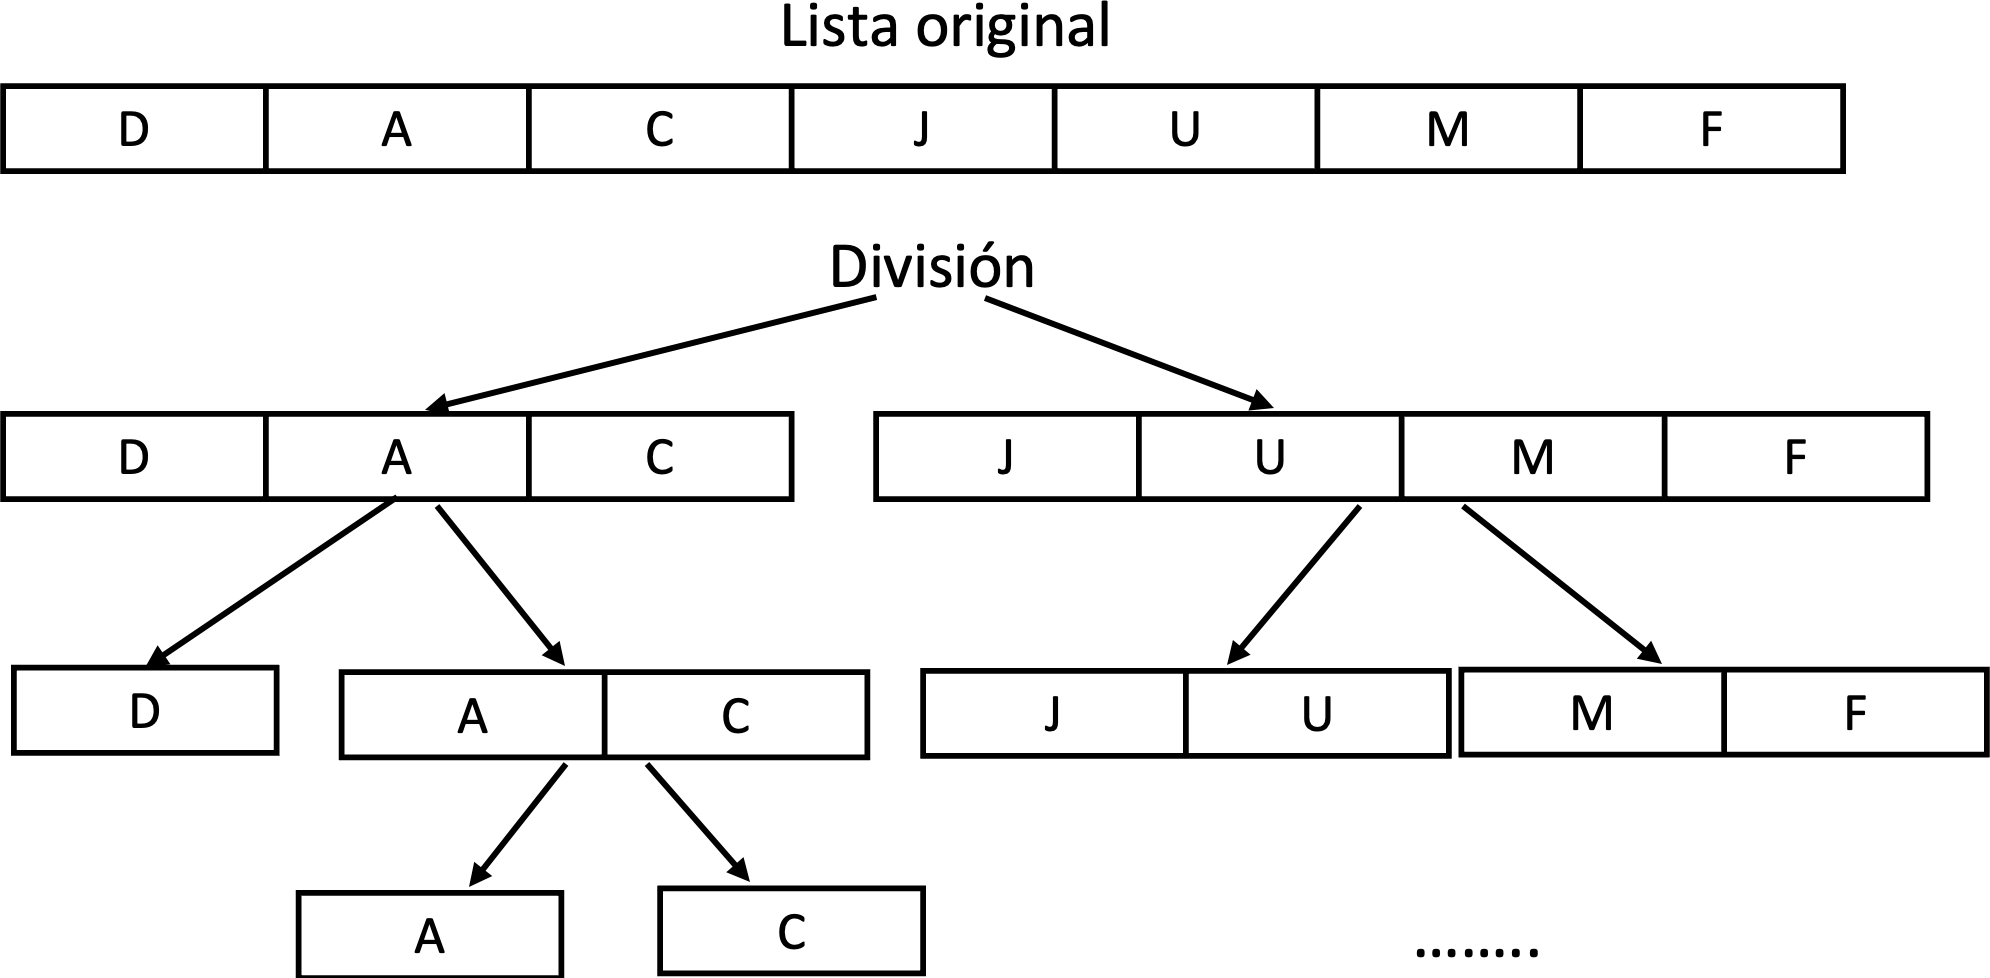 Lista original
D A C J U M F
División
D A C J U M F
D A C J U M F
A C
........